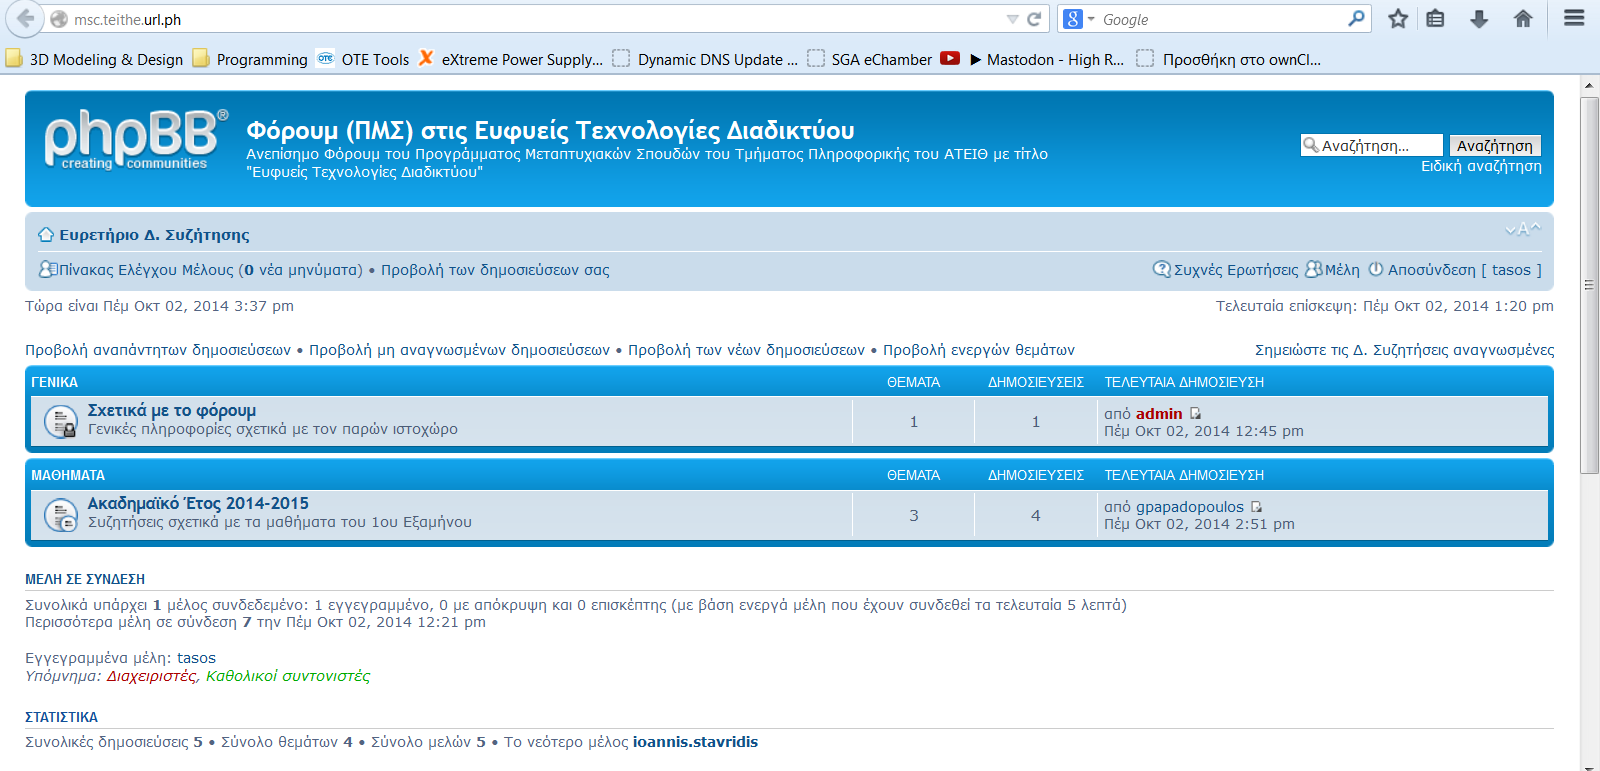 msc.teithe.url.ph
Google
3D Modeling & Design Programming OTE OTE Tools eXtreme Power Supply... Dynamic DNS Update ... SGA eChamber ▶ Mastodon - High R... Προσθήκη στο ownCl...
phpBB®
creating communities
Φόρουμ (ΠΜΣ) στις Ευφυείς Τεχνολογίες Διαδικτύου
Ανεπίσημο Φόρουμ του Προγράμματος Μεταπτυχιακών Σπουδών του Τμήματος Πληροφορικής του ΑΤΕΙΘ με τίτλο
"Ευφυείς Τεχνολογίες Διαδικτύου"
Αναζήτηση... Αναζήτηση
Ειδική αναζήτηση
Ευρετήριο Δ. Συζήτησης
A
Πίνακας Ελέγχου Μέλους (0 νέα μηνύματα) • Προβολή των δημοσιεύσεων σας
Συχνές Ερωτήσεις Μέλη Αποσύνδεση [ tasos ]
Τώρα είναι Πέμ Οκτ 02, 2014 3:37 pm
Τελευταία επίσκεψη: Πέμ Οκτ 02, 2014 1:20 pm
Προβολή αναπάντητων δημοσιεύσεων • Προβολή μη αναγνωσμένων δημοσιεύσεων • Προβολή των νέων δημοσιεύσεων • Προβολή ενεργών θεμάτων
Σημειώστε τις Δ. Συζητήσεις αναγνωσμένες
ΓΕΝΙΚΑ ΘΕΜΑΤΑ ΔΗΜΟΣΙΕΥΣΕΙΣ ΤΕΛΕΥΤΑΙΑ ΔΗΜΟΣΙΕΥΣΗ
Σχετικά με το φόρουμ
Γενικές πληροφορίες σχετικά με τον παρών ιστοχώρο
1 1
από admin
Πέμ Οκτ 02, 2014 12:45 pm
ΜΑΘΗΜΑΤΑ ΘΕΜΑΤΑ ΔΗΜΟΣΙΕΥΣΕΙΣ ΤΕΛΕΥΤΑΙΑ ΔΗΜΟΣΙΕΥΣΗ
Ακαδημαϊκό Έτος 2014-2015
Συζητήσεις σχετικά με τα μαθήματα του 1ου Εξαμήνου
3 4
από gpapadopoulos
Πέμ Οκτ 02, 2014 2:51 pm
ΜΕΛΗ ΣΕ ΣΥΝΔΕΣΗ
Συνολικά υπάρχει 1 μέλος συνδεδεμένο: 1 εγγεγραμμένο, 0 με απόκρυψη και 0 επισκέπτης (με βάση ενεργά μέλη που έχουν συνδεθεί τα τελευταία 5 λεπτά)
Περισσότερα μέλη σε σύνδεση 7 την Πέμ Οκτ 02, 2014 12:21 pm
Εγγεγραμμένα μέλη: tasos
Υπόμνημα: Διαχειριστές, Καθολικοί συντονιστές
ΣΤΑΤΙΣΤΙΚΑ
Συνολικές δημοσιεύσεις 5 • Σύνολο θεμάτων 4 • Σύνολο μελών 5 • Το νεότερο μέλος ioannis.stavridis